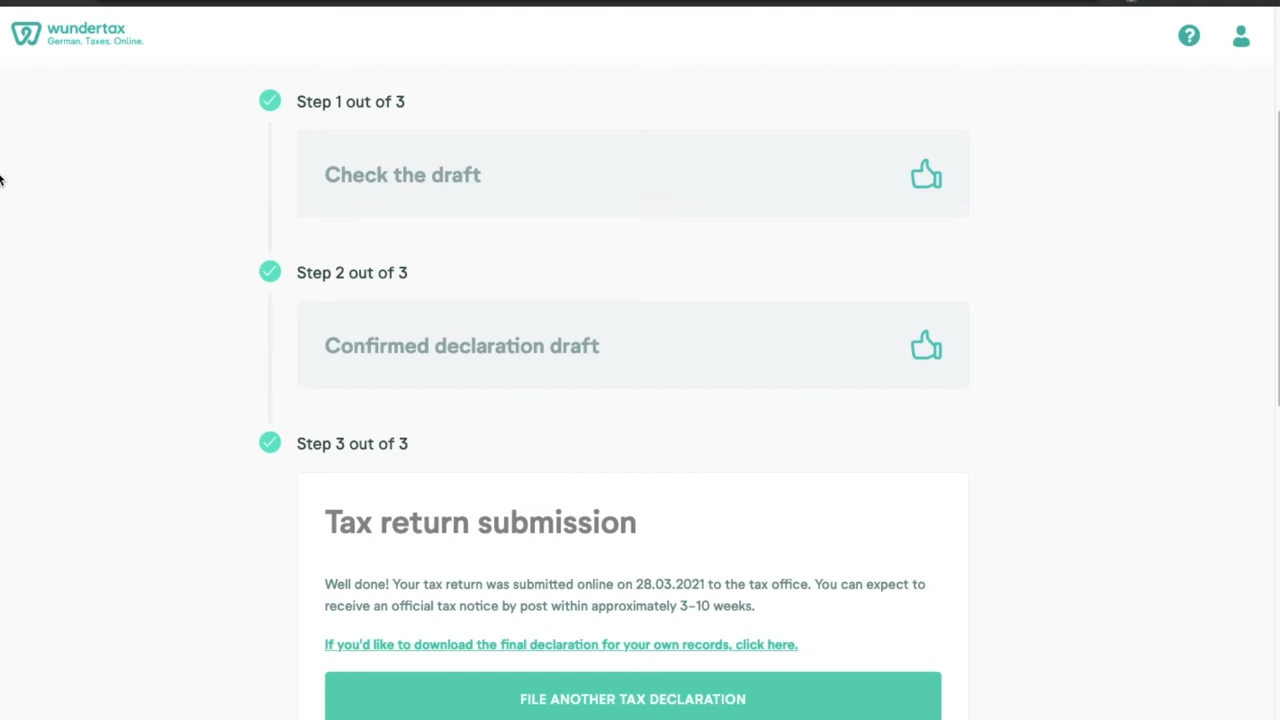 wundertax
German. Taxes. Online.
?
Step 1 out of 3
Check the draft
Step 2 out of 3
Confirmed declaration draft
Step 3 out of 3
Tax return submission
Well done! Your tax return was submitted online on 28.03.2021 to the tax office. You can expect to
receive an official tax notice by post within approximately 3–10 weeks.
If you'd like to download the final declaration for your own records, click here.
FILE ANOTHER TAX DECLARATION